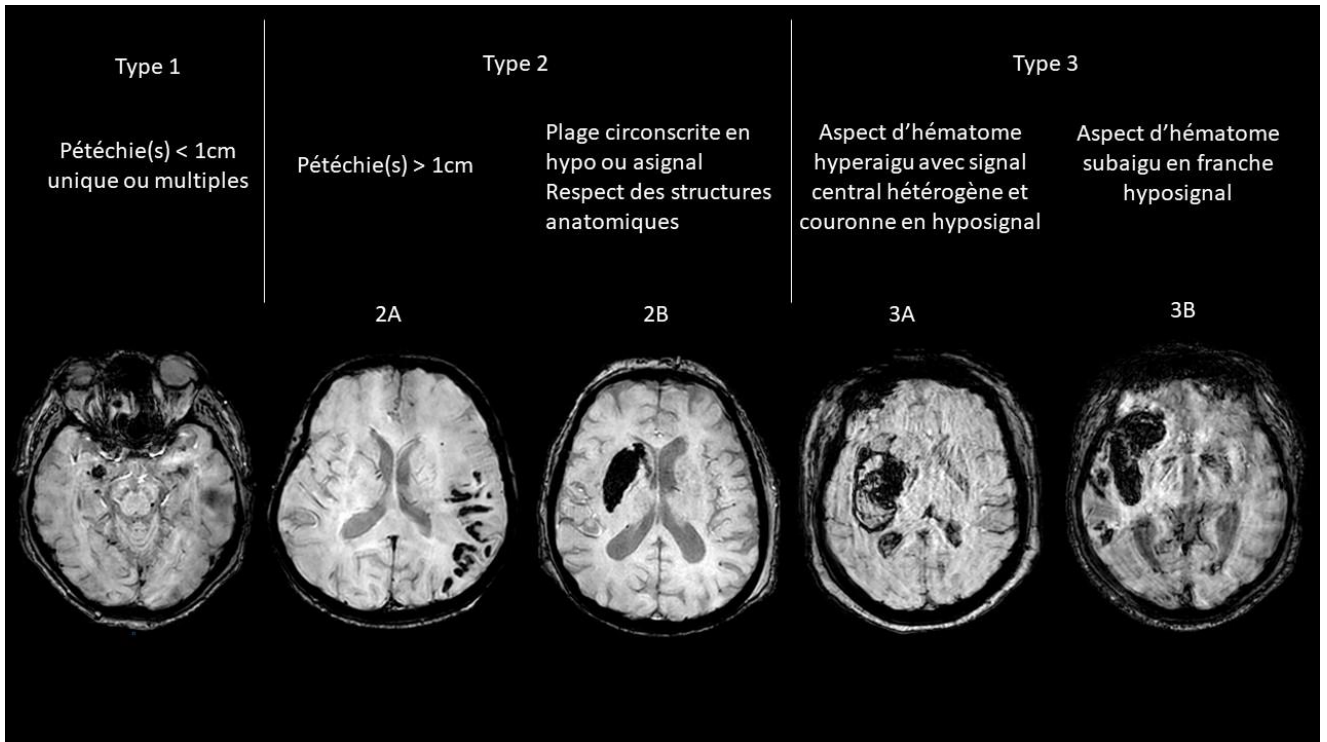 Type 1
Pétéchie(s) < 1cm
unique ou multiples
Type 2
Pétéchie(s) > 1cm
2A
Plage circonscrite en
hypo ou asignal
Respect des structures
anatomiques
2B
Type 3
Aspect d’hématome
hyperaigu avec signal
central hétérogène et
couronne en hyposignal
3A
Aspect d’hématome
subaigu en franche
hyposignal
3B